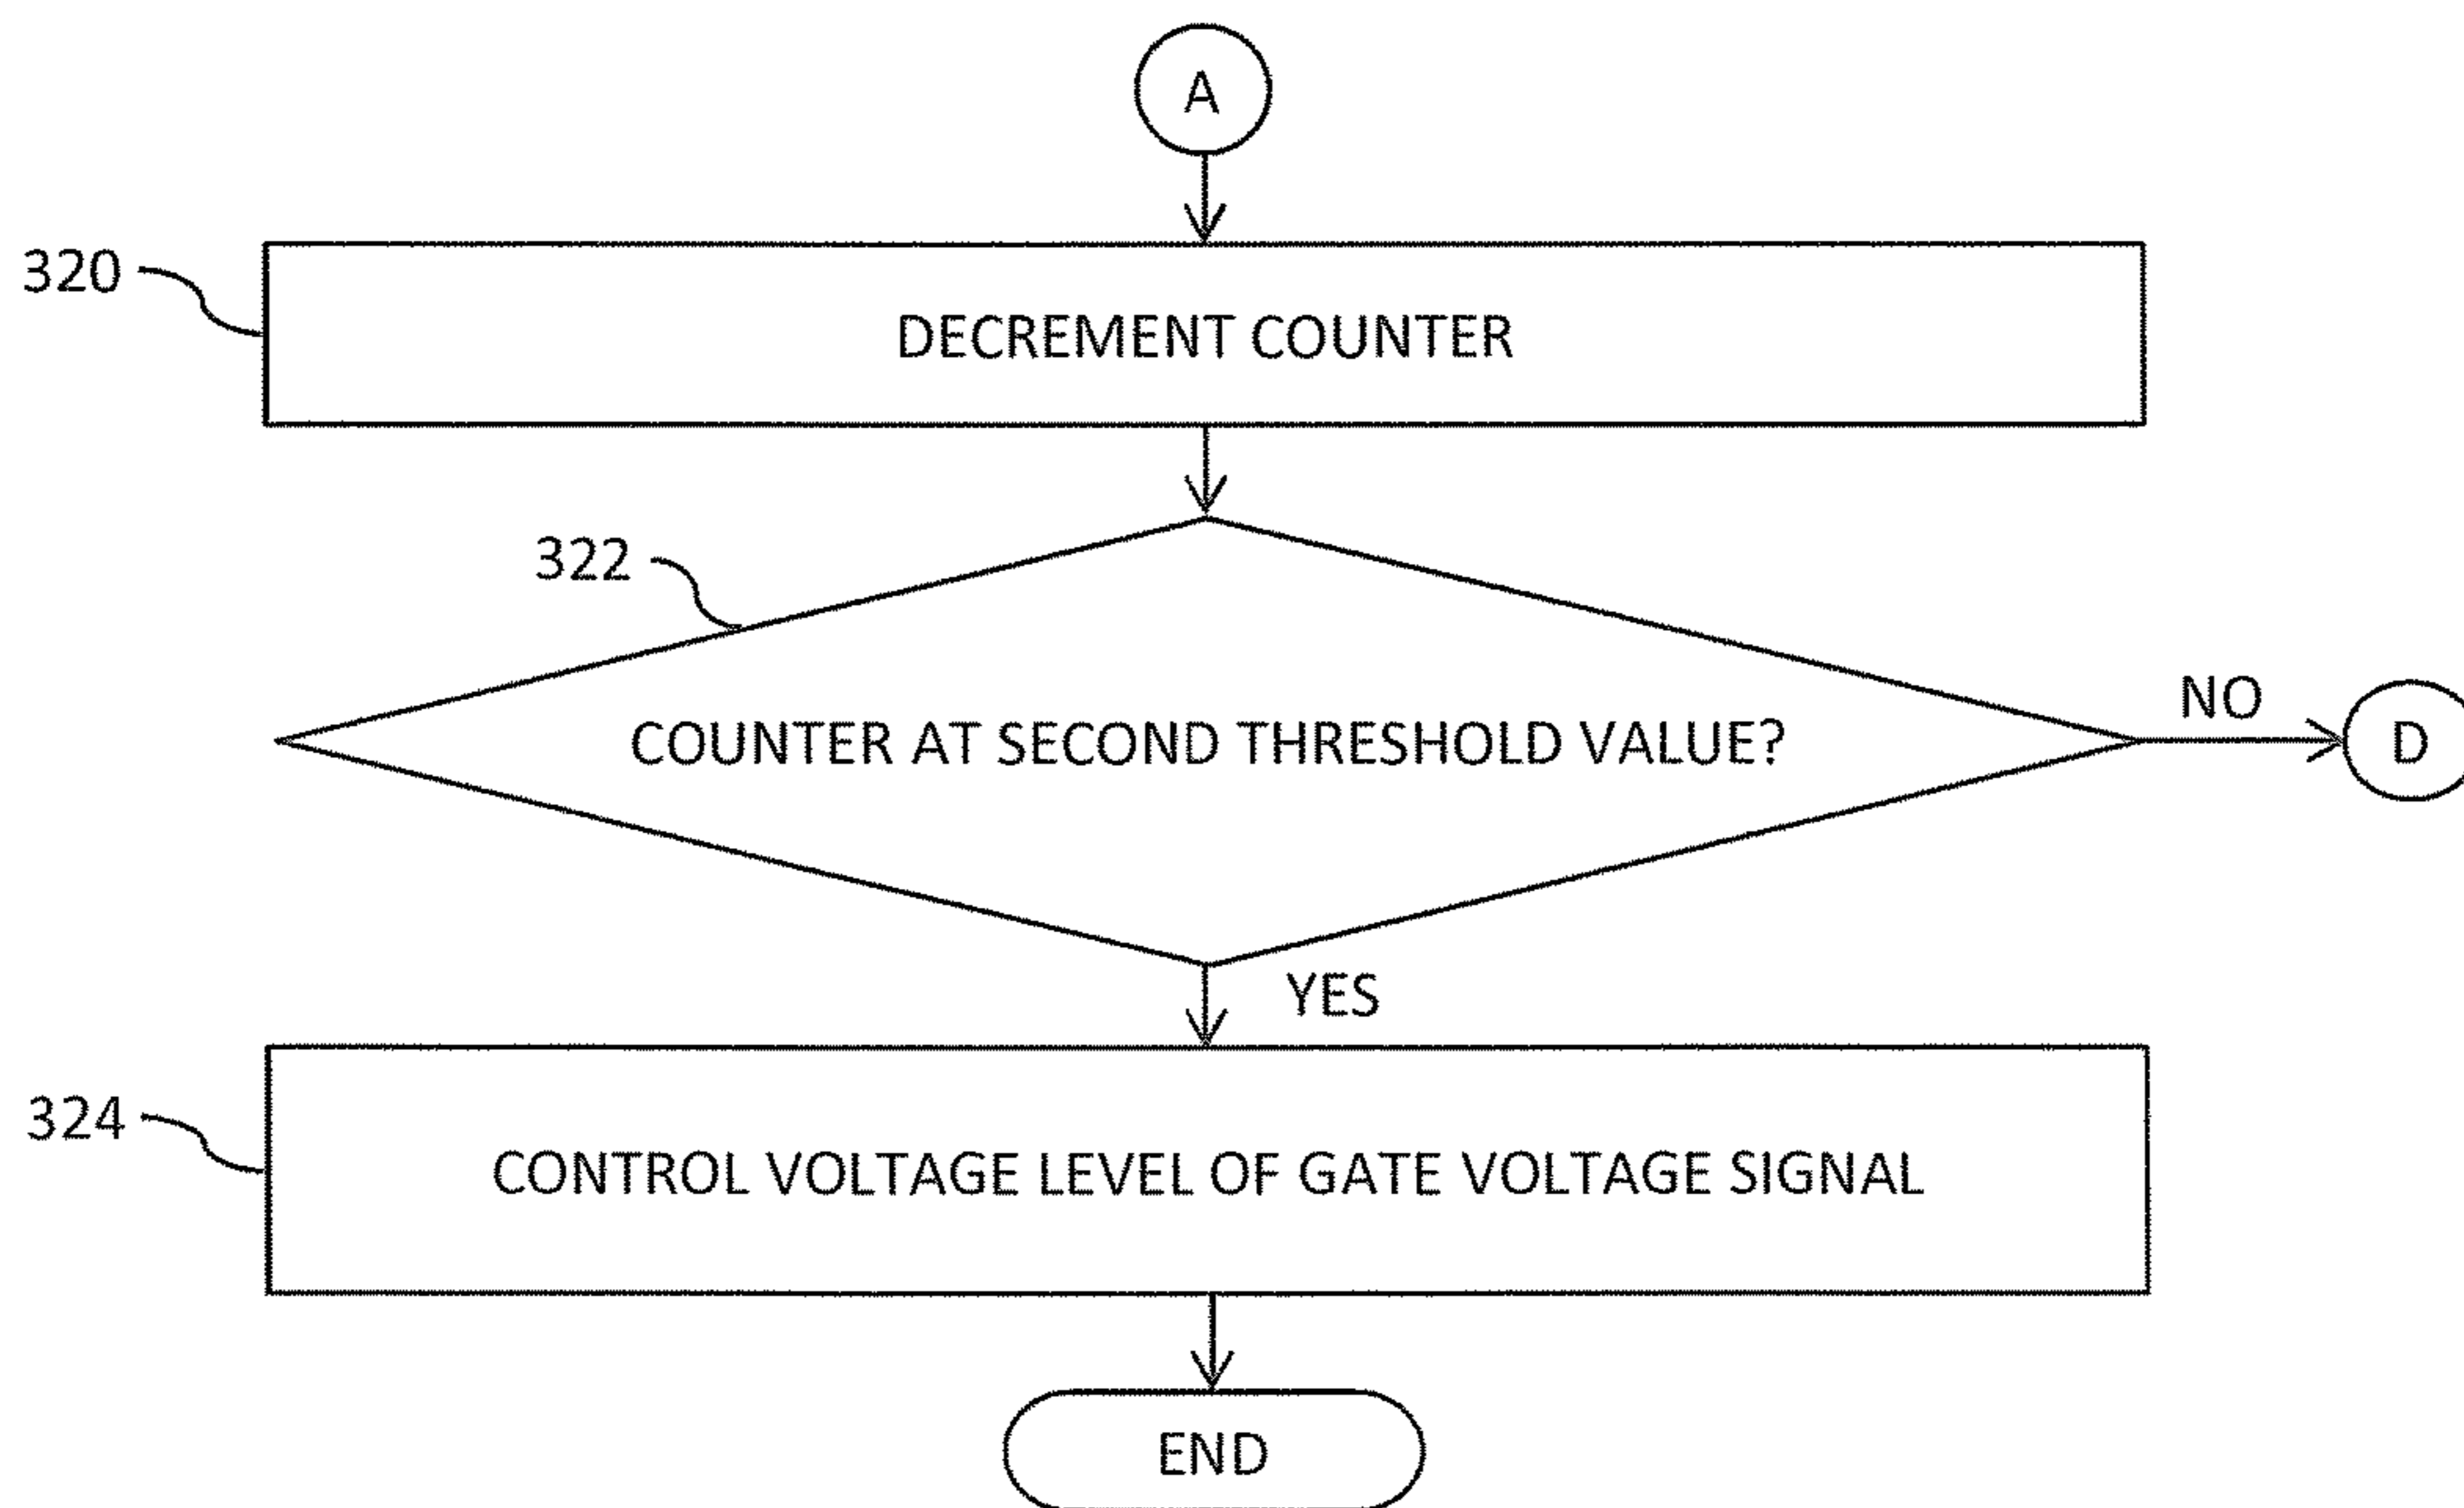 A
320
DECREMENT COUNTER
322
COUNTER AT SECOND THRESHOLD VALUE?
NO
D
YES
324
CONTROL VOLTAGE LEVEL OF GATE VOLTAGE SIGNAL
END